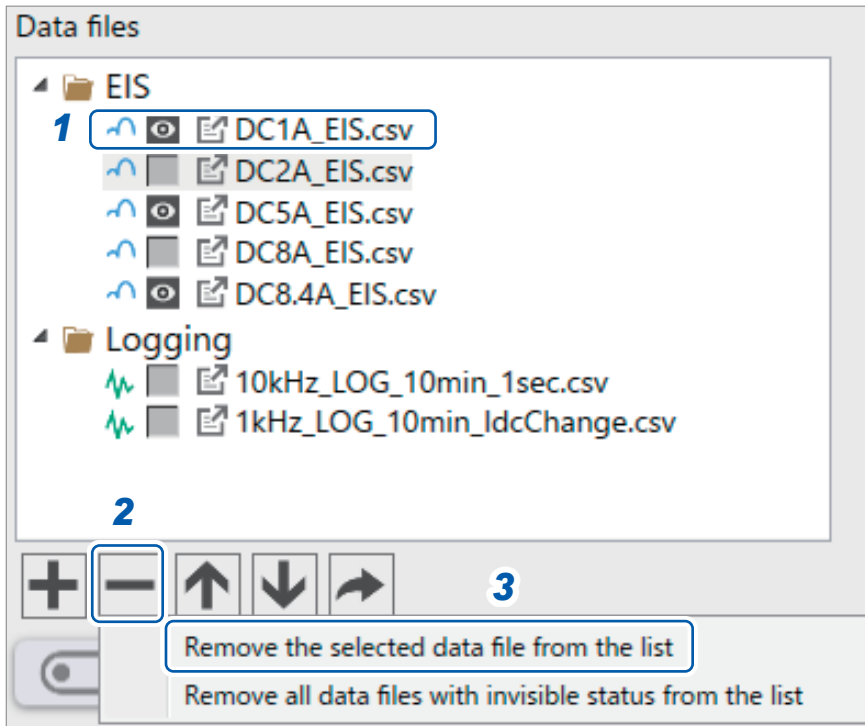 Data files
EIS
1 DC1A_EIS.csv
DC2A_EIS.csv
DC5A_EIS.csv
DC8A_EIS.csv
DC8.4A_EIS.csv
Logging
10kHz_LOG_10min_1sec.csv
1kHz_LOG_10min_IdcChange.csv
2
3
Remove the selected data file from the list
Remove all data files with invisible status from the list